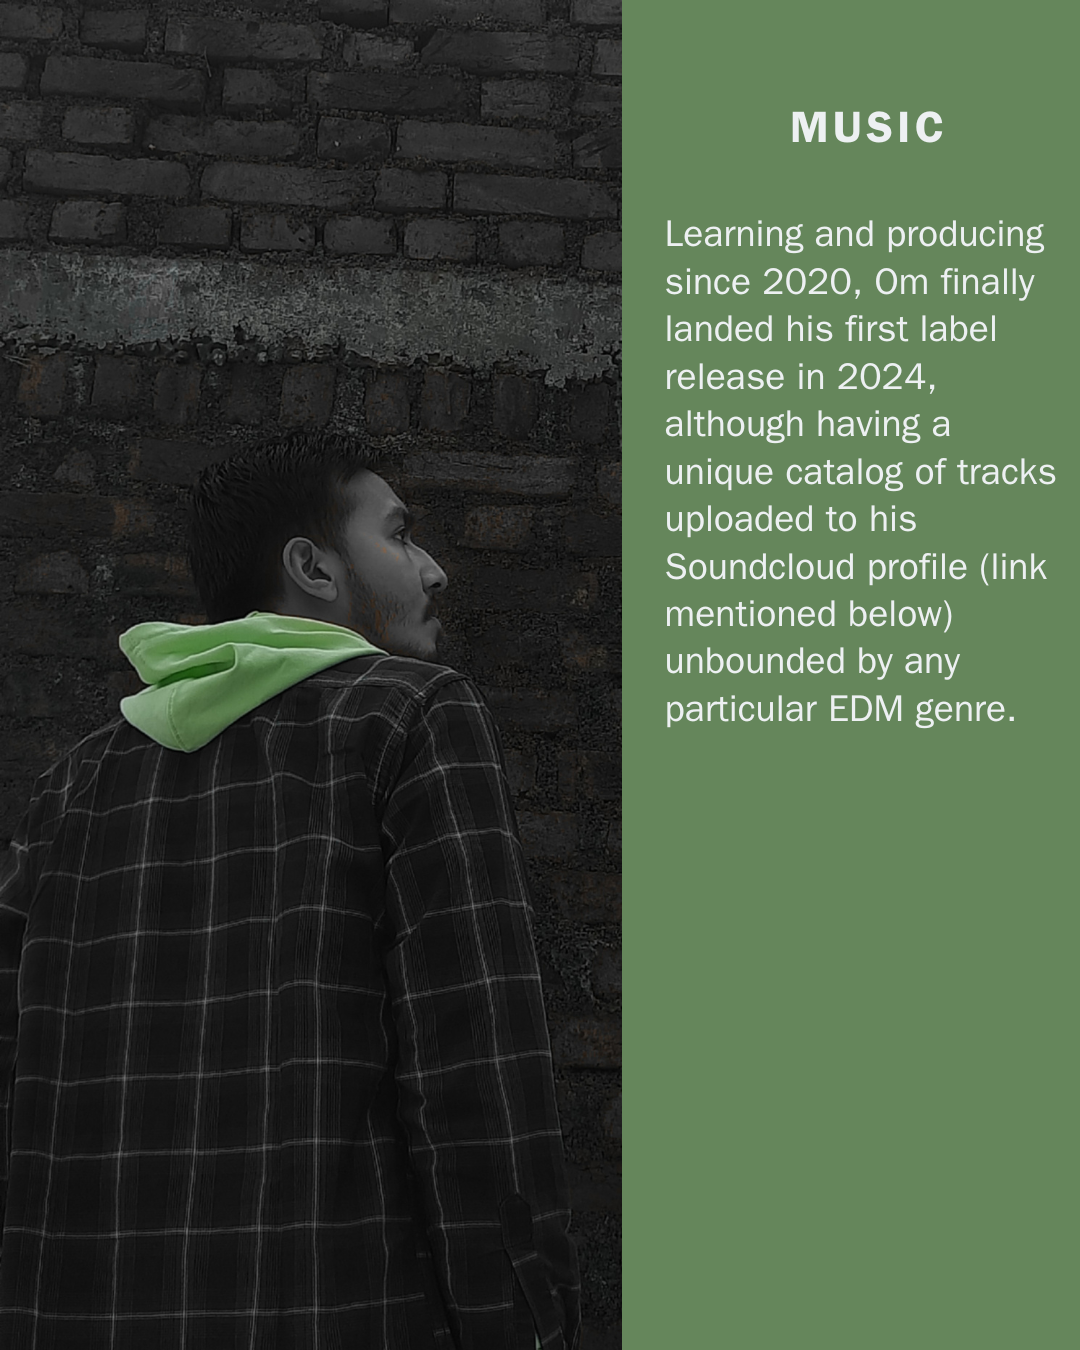 MUSIC
Learning and producing
since 2020, Om finally
landed his first label
release in 2024,
although having a
unique catalog of tracks
uploaded to his
Soundcloud profile (link
mentioned below)
unbounded by any
particular EDM genre.